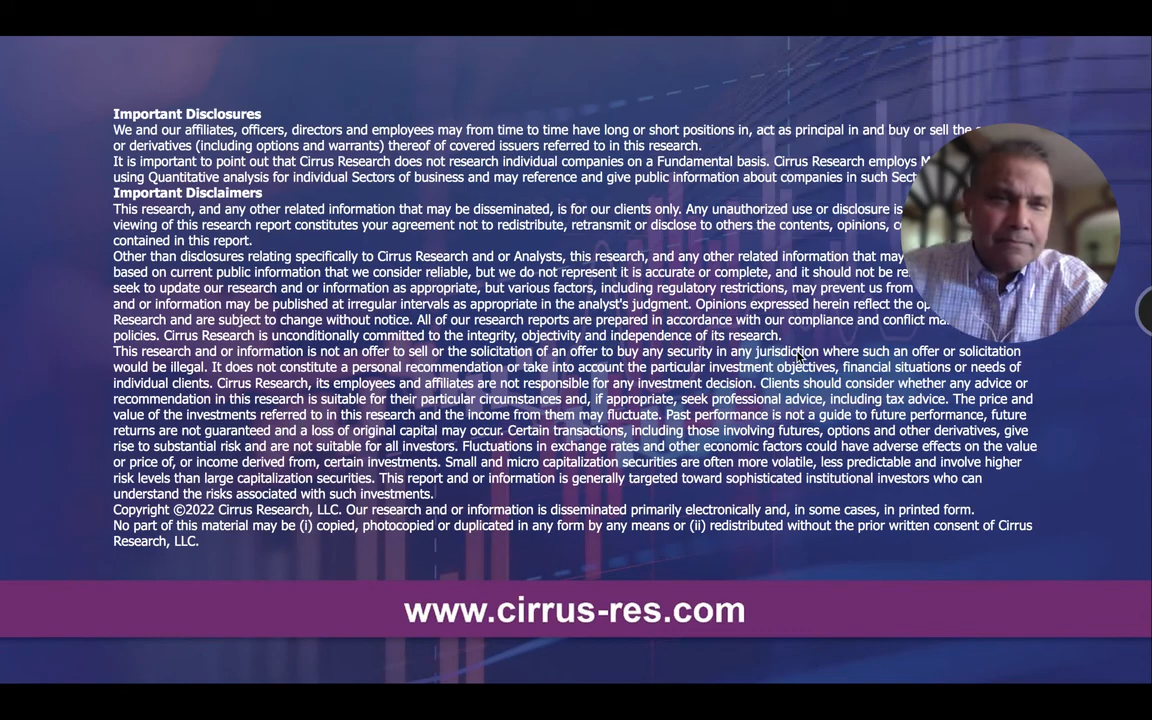 Important Disclosures
We and our affiliates, officers, directors and employees may from time to time have long or short positions in, act as principal in and buy or sell the
or derivatives (including options and warrants) thereof of covered issuers referred to in this research.
It is important to point out that Cirrus Research does not research individual companies on a Fundamental basis. Cirrus Research employs
using Quantitative analysis for individual Sectors of business and may reference and give public information about companies in such
Important Disclaimers
This research, and any other related information that may be disseminated, is for our clients only. Any unauthorized use or disclosure is
viewing of this research report constitutes your agreement not to redistribute, retransmit or disclose to others the contents, opinions,
contained in this report.
Other than disclosures relating specifically to Cirrus Research and or Analysts, this research, and any other related information that may
based on current public information that we consider reliable, but we do not represent it is accurate or complete, and it should not be
seek to update our research and or information as appropriate, but various factors, including regulatory restrictions, may prevent us from
and or information may be published at irregular intervals as appropriate in the analyst's judgment. Opinions expressed herein reflect the
Research and are subject to change without notice. All of our research reports are prepared in accordance with our compliance and conflict
policies. Cirrus Research is unconditionally committed to the integrity, objectivity and independence of its research.
This research and or information is not an offer to sell or the solicitation of an offer to buy any security in any jurisdiction where such an offer or solicitation
would be illegal. It does not constitute a personal recommendation or take into account the particular investment objectives, financial situations or needs of
individual clients. Cirrus Research, its employees and affiliates are not responsible for any investment decision. Clients should consider whether any advice or
recommendation in this research is suitable for their particular circumstances and, if appropriate, seek professional advice, including tax advice. The price and
value of the investments referred to in this research and the income from them may fluctuate. Past performance is not a guide to future performance, future
returns are not guaranteed and a loss of original capital may occur. Certain transactions, including those involving futures, options and other derivatives, give
rise to substantial risk and are not suitable for all investors. Fluctuations in exchange rates and other economic factors could have adverse effects on the value
or price of, or income derived from, certain investments. Small and micro capitalization securities are often more volatile, less predictable and involve higher
risk levels than large capitalization securities. This report and or information is generally targeted toward sophisticated institutional investors who can
understand the risks associated with such investments.
Copyright ©2022 Cirrus Research, LLC. Our research and or information is disseminated primarily electronically and, in some cases, in printed form.
No part of this material may be (i) copied, photocopied or duplicated in any form by any means or (ii) redistributed without the prior written consent of Cirrus
Research, LLC.
www.cirrus-res.com